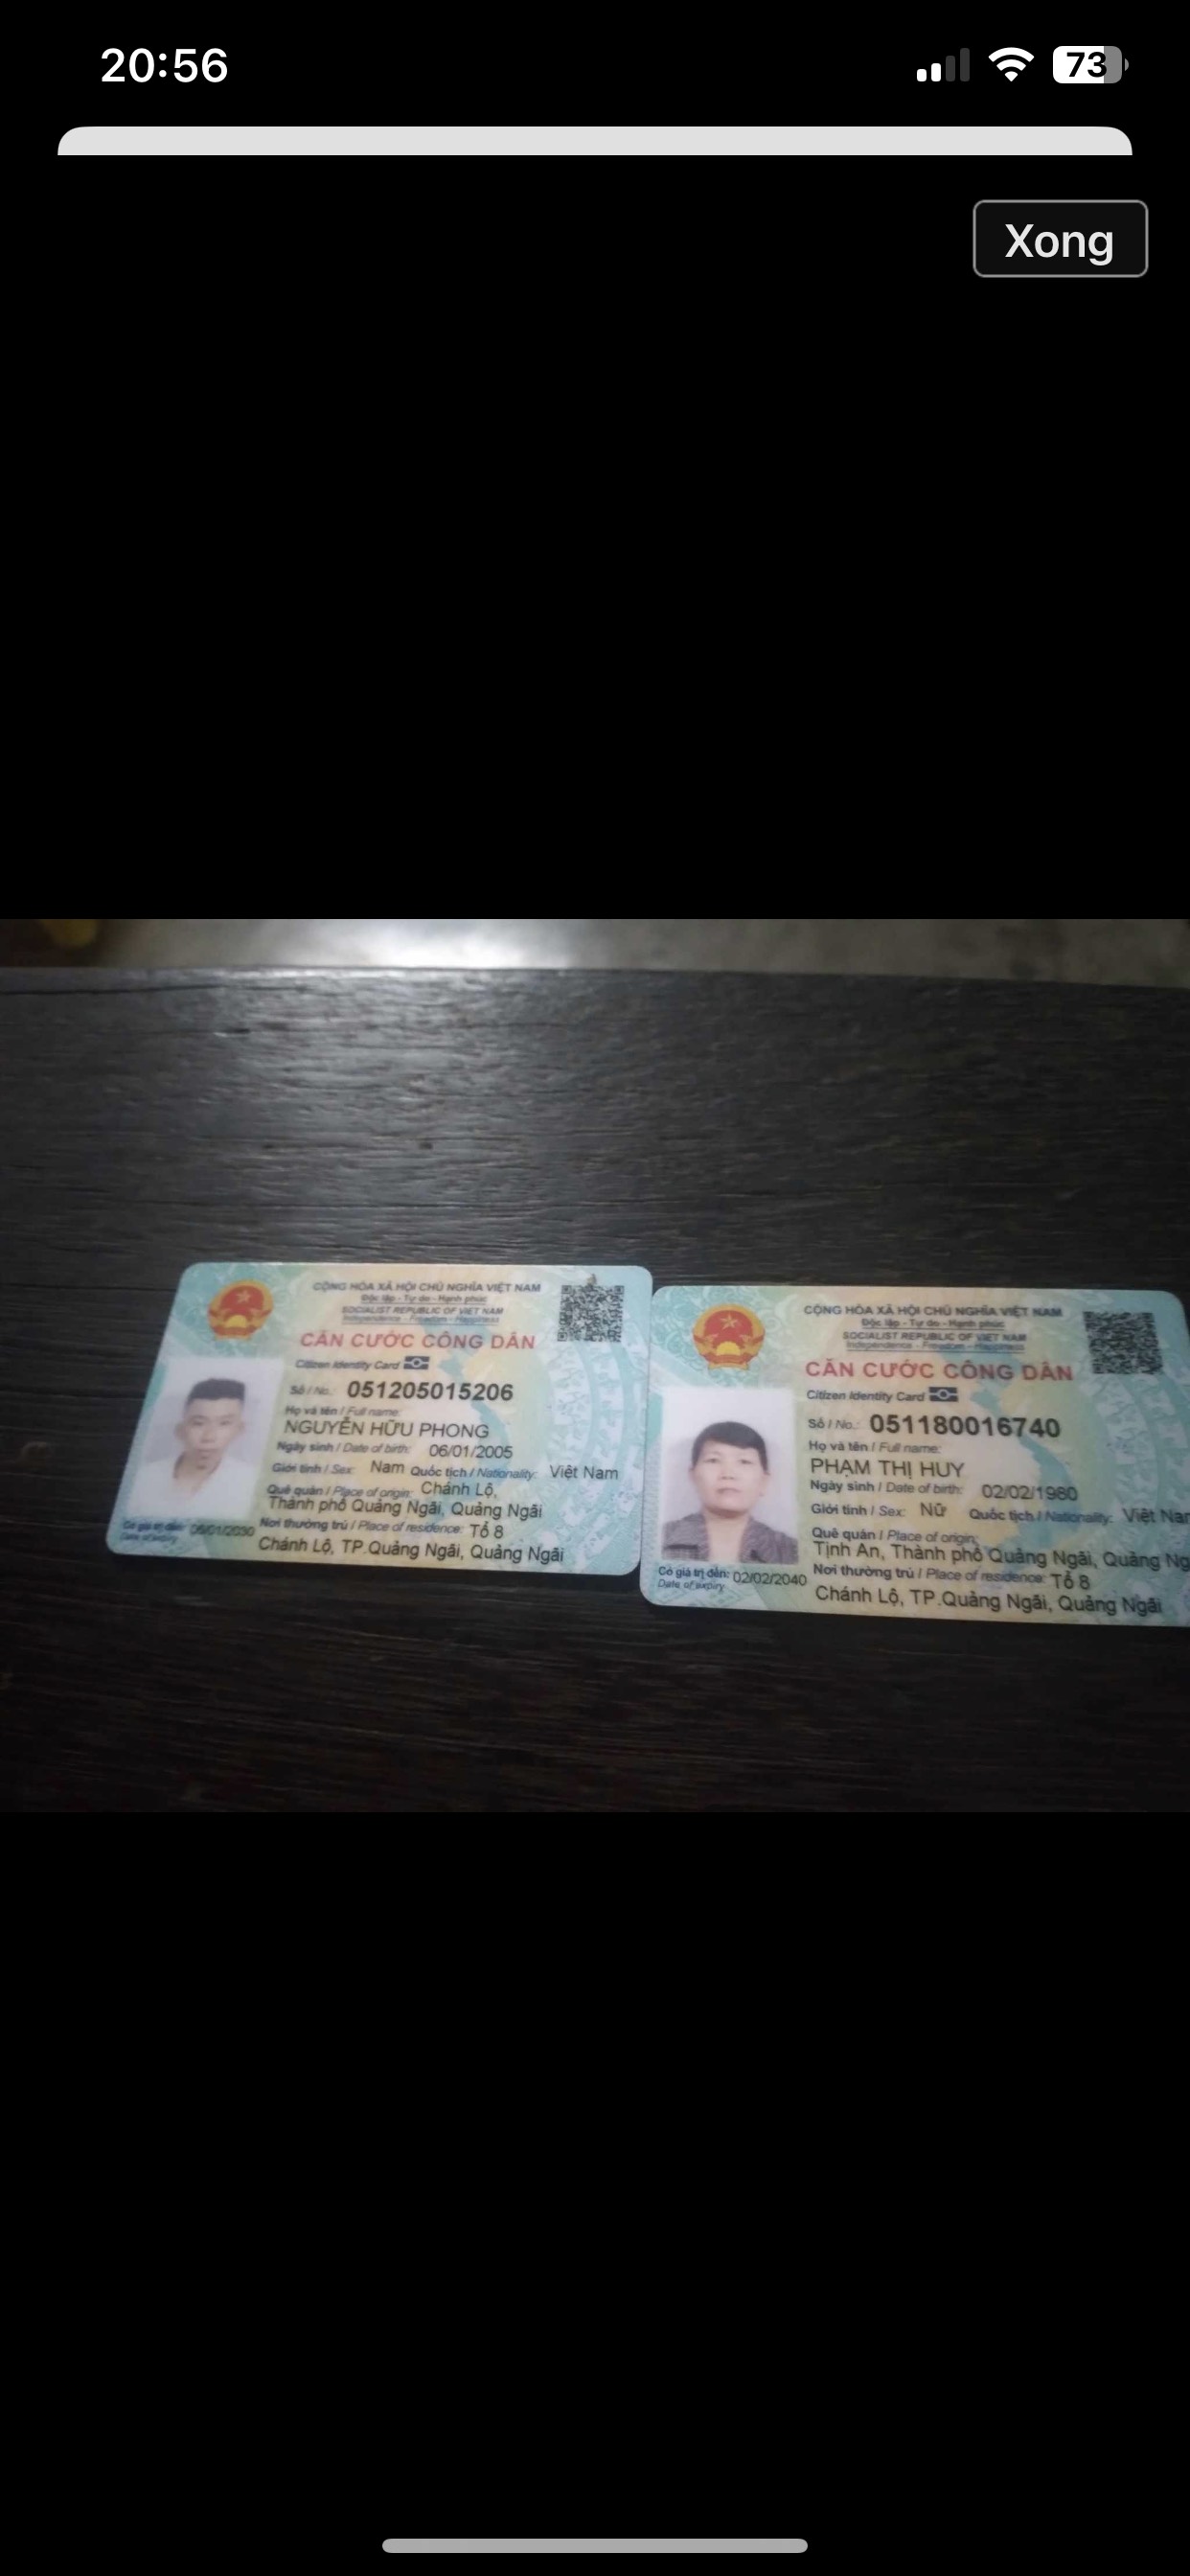 20:56
73
Xong
CỘNG HÒA XÃ HỘI CHỦ NGHĨA VIỆT NAM
Độc lập - Tự do - Hạnh phúc
SOCIALIST REPUBLIC OF VIET NAM
Independence - Freedom - Happiness
CĂN CƯỚC CÔNG DÂN
Citizen Identity Card
Số / No.: 051205015206
Họ và tên / Full name:
NGUYỄN HỮU PHONG
Ngày sinh / Date of birth: 06/01/2005
Giới tính / Sex: Nam Quốc tịch / Nationality: Việt Nam
Quê quán / Place of origin: Chánh Lộ,
Thành phố Quảng Ngãi, Quảng Ngãi
Nơi thường trú / Place of residence: Tổ 8
Chánh Lộ, TP.Quảng Ngãi, Quảng Ngãi
Có giá trị đến: 06/01/2030
Date of expiry
CỘNG HÒA XÃ HỘI CHỦ NGHĨA VIỆT NAM
Độc lập - Tự do - Hạnh phúc
SOCIALIST REPUBLIC OF VIET NAM
Independence - Freedom - Happiness
CĂN CƯỚC CÔNG DÂN
Citizen Identity Card
Số / No.: 051180016740
Họ và tên / Full name:
PHẠM THỊ HUY
Ngày sinh / Date of birth: 02/02/1980
Giới tính / Sex: Nữ Quốc tịch / Nationality: Việt Nar
Quê quán / Place of origin:
Tịnh An, Thành phố Quảng Ngãi, Quảng Ng
Nơi thường trú / Place of residence: Tổ 8
Chánh Lộ, TP.Quảng Ngãi, Quảng Ngãi
Có giá trị đến: 02/02/2040
Date of expiry